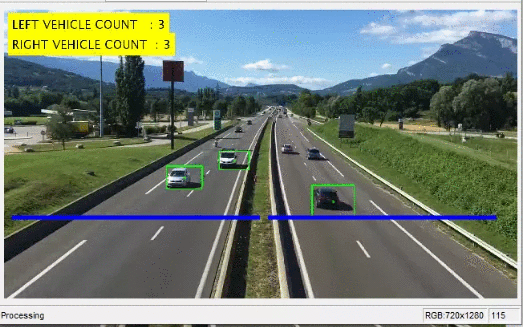 LEFT VEHICLE COUNT : 3
RIGHT VEHICLE COUNT : 3
Processing RGB:720x1280 115